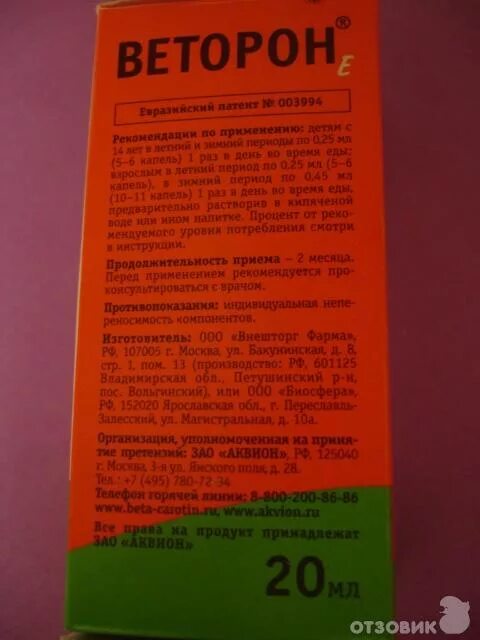 ВЕТОРОН®
Е
Евразийский патент № 003994
Рекомендации по применению: детям с
14 лет в летний и зимний периоды по 0,25 мл
(5–6 капель) 1 раз в день во время еды;
взрослым в летний период по 0,25 мл (5–6
капель), в зимний период по 0,45 мл
(10–11 капель) 1 раз в день во время еды,
предварительно растворив в кипяченой
воде или ином напитке. Процент от реко-
мендуемого уровня потребления смотри
в инструкции.
Продолжительность приема – 2 месяца.
Перед применением рекомендуется про-
консультироваться с врачом.
Противопоказания: индивидуальная непе-
реносимость компонентов.
Изготовитель: ООО «Внешторг Фарма»,
РФ, 107005 г. Москва, ул. Бакунинская, д. 8,
стр. 1, пом. 13 (производство: РФ, 601125
Владимирская обл., Петушинский р-н,
пос. Вольгинский), или ООО «Биосфера»,
РФ, 152020 Ярославская обл., г. Переславль-
Залесский, ул. Магистральная, д. 10а.
Организация, уполномоченная на приня-
тие претензий: ЗАО «АКВИОН», РФ, 125040
г. Москва, 3-я ул. Ямского поля, д. 28.
Тел.: +7 (495) 780-72-34
Телефон горячей линии: 8-800-200-86-86
www.beta-carotin.ru, www.akvion.ru
Все права на продукт принадлежат
ЗАО «АКВИОН»
20 мл
ОТЗОВИК